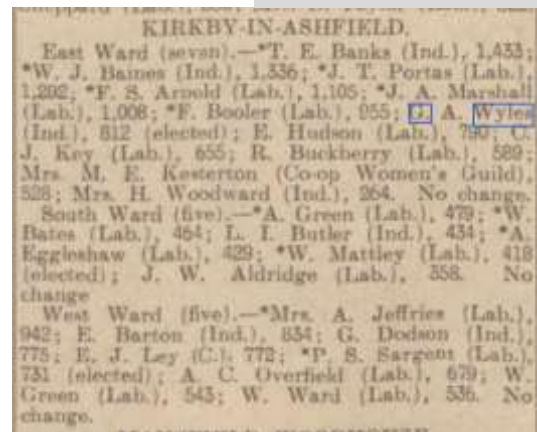 KIRKBY-IN-ASHFIELD.
East Ward (seven).—*T. E. Banks (Ind.), 1,433;
*W. J. Baines (Ind.), 1,336; *J. T. Portas (Lab.),
1,292; *F. S. Arnold (Lab.), 1,105; *J. A. Marshall
(Lab.), 1,008; *F. Booler (Lab.), 955; G. A. Wyles
(Ind.), 812 (elected); E. Hudson (Lab.), 790; C.
J. Key (Lab.), 655; R. Buckberry (Lab.), 589;
Mrs. M. E. Kesterton (Co-op Women's Guild),
528; Mrs. H. Woodward (Ind.), 264. No change.
South Ward (five).—*A. Green (Lab.), 479; *W.
Bates (Lab.), 464; L. I. Butler (Ind.), 434; *A.
Eggleshaw (Lab.), 429; *W. Mattley (Lab.), 418
(elected); J. W. Aldridge (Lab.), 358. No
change
West Ward (five).—*Mrs. A. Jeffries (Lab.),
942; E. Barton (Ind.), 834; G. Dodson (Ind.),
775; E. J. Ley (C.), 772; *P. S. Sargent (Lab.),
731 (elected); A. C. Overfield (Lab.), 679; W.
Green (Lab.), 543; W. Ward (Lab.), 536. No
change.